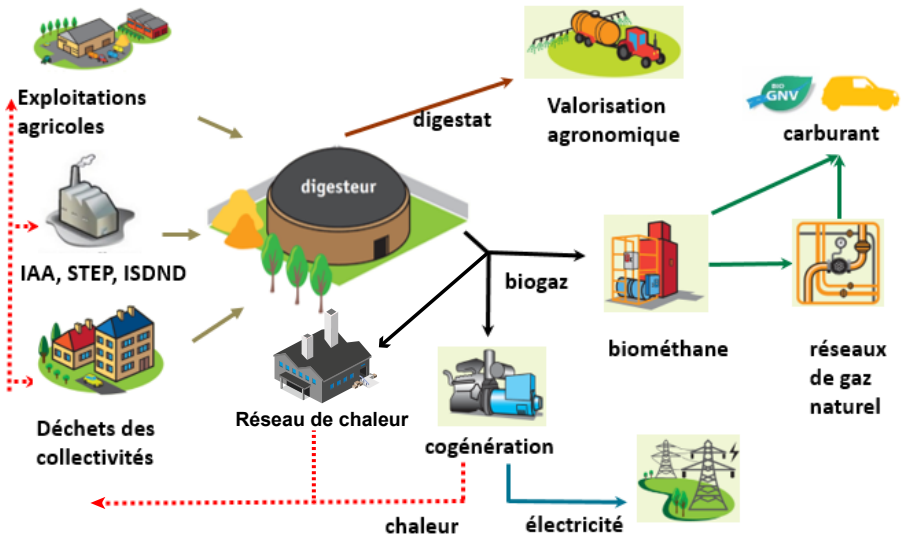 Exploitations
agricoles
IAA, STEP, ISDND
Déchets des
collectivités
digesteur
digestat
Valorisation
agronomique
BIO
GNV
carburant
biogaz
biométhane
réseaux
de gaz
naturel
Réseau de chaleur
cogénération
chaleur
électricité